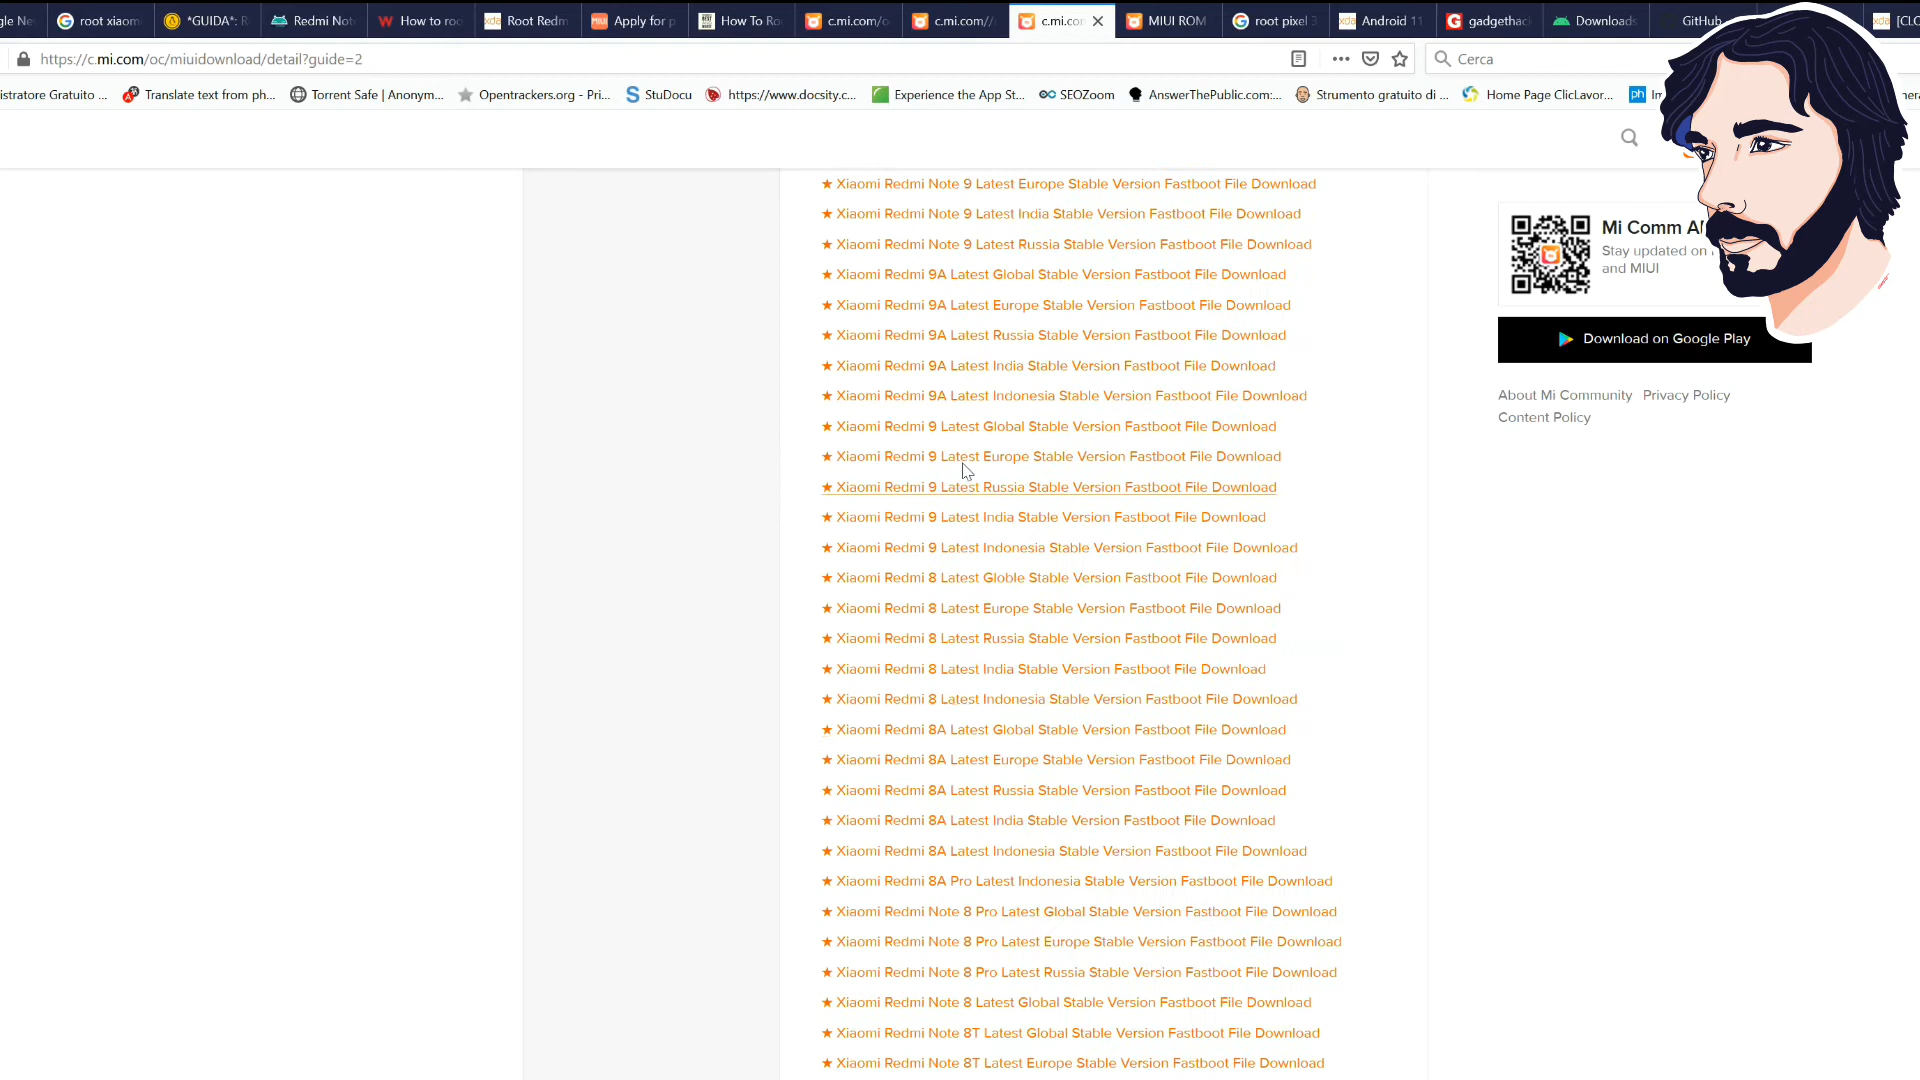 gle Ne
root xiaom
*GUIDA*: R
Redmi Not
How to roo
Root Redm
Apply for p
How To Ro
c.mi.com/o
c.mi.com//
c.mi.con
MIUI ROM
root pixel 3
Android 11
gadgethac
Downloads
GitHub
[CLO
https://c.mi.com/oc/miuidownload/detail?guide=2
Cerca
istratore Gratuito ...
Translate text from ph...
Torrent Safe | Anonym...
Opentrackers.org - Pri...
StuDocu
https://www.docsity.c...
Experience the App St...
SEOZoom
AnswerThePublic.com:...
Strumento gratuito di ...
Home Page ClicLavor...
★ Xiaomi Redmi Note 9 Latest Europe Stable Version Fastboot File Download
★ Xiaomi Redmi Note 9 Latest India Stable Version Fastboot File Download
★ Xiaomi Redmi Note 9 Latest Russia Stable Version Fastboot File Download
★ Xiaomi Redmi 9A Latest Global Stable Version Fastboot File Download
★ Xiaomi Redmi 9A Latest Europe Stable Version Fastboot File Download
★ Xiaomi Redmi 9A Latest Russia Stable Version Fastboot File Download
★ Xiaomi Redmi 9A Latest India Stable Version Fastboot File Download
★ Xiaomi Redmi 9A Latest Indonesia Stable Version Fastboot File Download
★ Xiaomi Redmi 9 Latest Global Stable Version Fastboot File Download
★ Xiaomi Redmi 9 Latest Europe Stable Version Fastboot File Download
★ Xiaomi Redmi 9 Latest Russia Stable Version Fastboot File Download
★ Xiaomi Redmi 9 Latest India Stable Version Fastboot File Download
★ Xiaomi Redmi 9 Latest Indonesia Stable Version Fastboot File Download
★ Xiaomi Redmi 8 Latest Globle Stable Version Fastboot File Download
★ Xiaomi Redmi 8 Latest Europe Stable Version Fastboot File Download
★ Xiaomi Redmi 8 Latest Russia Stable Version Fastboot File Download
★ Xiaomi Redmi 8 Latest India Stable Version Fastboot File Download
★ Xiaomi Redmi 8 Latest Indonesia Stable Version Fastboot File Download
★ Xiaomi Redmi 8A Latest Global Stable Version Fastboot File Download
★ Xiaomi Redmi 8A Latest Europe Stable Version Fastboot File Download
★ Xiaomi Redmi 8A Latest Russia Stable Version Fastboot File Download
★ Xiaomi Redmi 8A Latest India Stable Version Fastboot File Download
★ Xiaomi Redmi 8A Latest Indonesia Stable Version Fastboot File Download
★ Xiaomi Redmi 8A Pro Latest Indonesia Stable Version Fastboot File Download
★ Xiaomi Redmi Note 8 Pro Latest Global Stable Version Fastboot File Download
★ Xiaomi Redmi Note 8 Pro Latest Europe Stable Version Fastboot File Download
★ Xiaomi Redmi Note 8 Pro Latest Russia Stable Version Fastboot File Download
★ Xiaomi Redmi Note 8 Latest Global Stable Version Fastboot File Download
★ Xiaomi Redmi Note 8T Latest Global Stable Version Fastboot File Download
★ Xiaomi Redmi Note 8T Latest Europe Stable Version Fastboot File Download
Mi Comm
Stay updated on
and MIUI
Download on Google Play
About Mi Community Privacy Policy
Content Policy